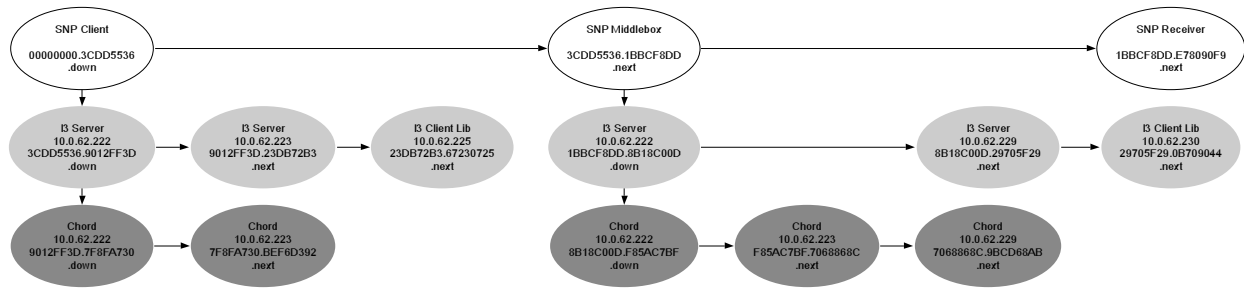 SNP Client
00000000.3CDD5536
.down
SNP Middlebox
3CDD5536.1BBCF8DD
.next
SNP Receiver
1BBCF8DD.E78090F9
.next
I3 Server
10.0.62.222
3CDD5536.9012FF3D
.down
I3 Server
10.0.62.223
9012FF3D.23DB72B3
.next
I3 Client Lib
10.0.62.225
23DB72B3.67230725
.next
I3 Server
10.0.62.222
1BBCF8DD.8B18C00D
.down
I3 Server
10.0.62.229
8B18C00D.29705F29
.next
I3 Client Lib
10.0.62.230
29705F29.0B709044
.next
Chord
10.0.62.222
9012FF3D.7F8FA730
.down
Chord
10.0.62.223
7F8FA730.BEF6D392
.next
Chord
10.0.62.222
8B18C00D.F85AC7BF
.down
Chord
10.0.62.223
F85AC7BF.7068868C
.next
Chord
10.0.62.229
7068868C.9BCD68AB
.next